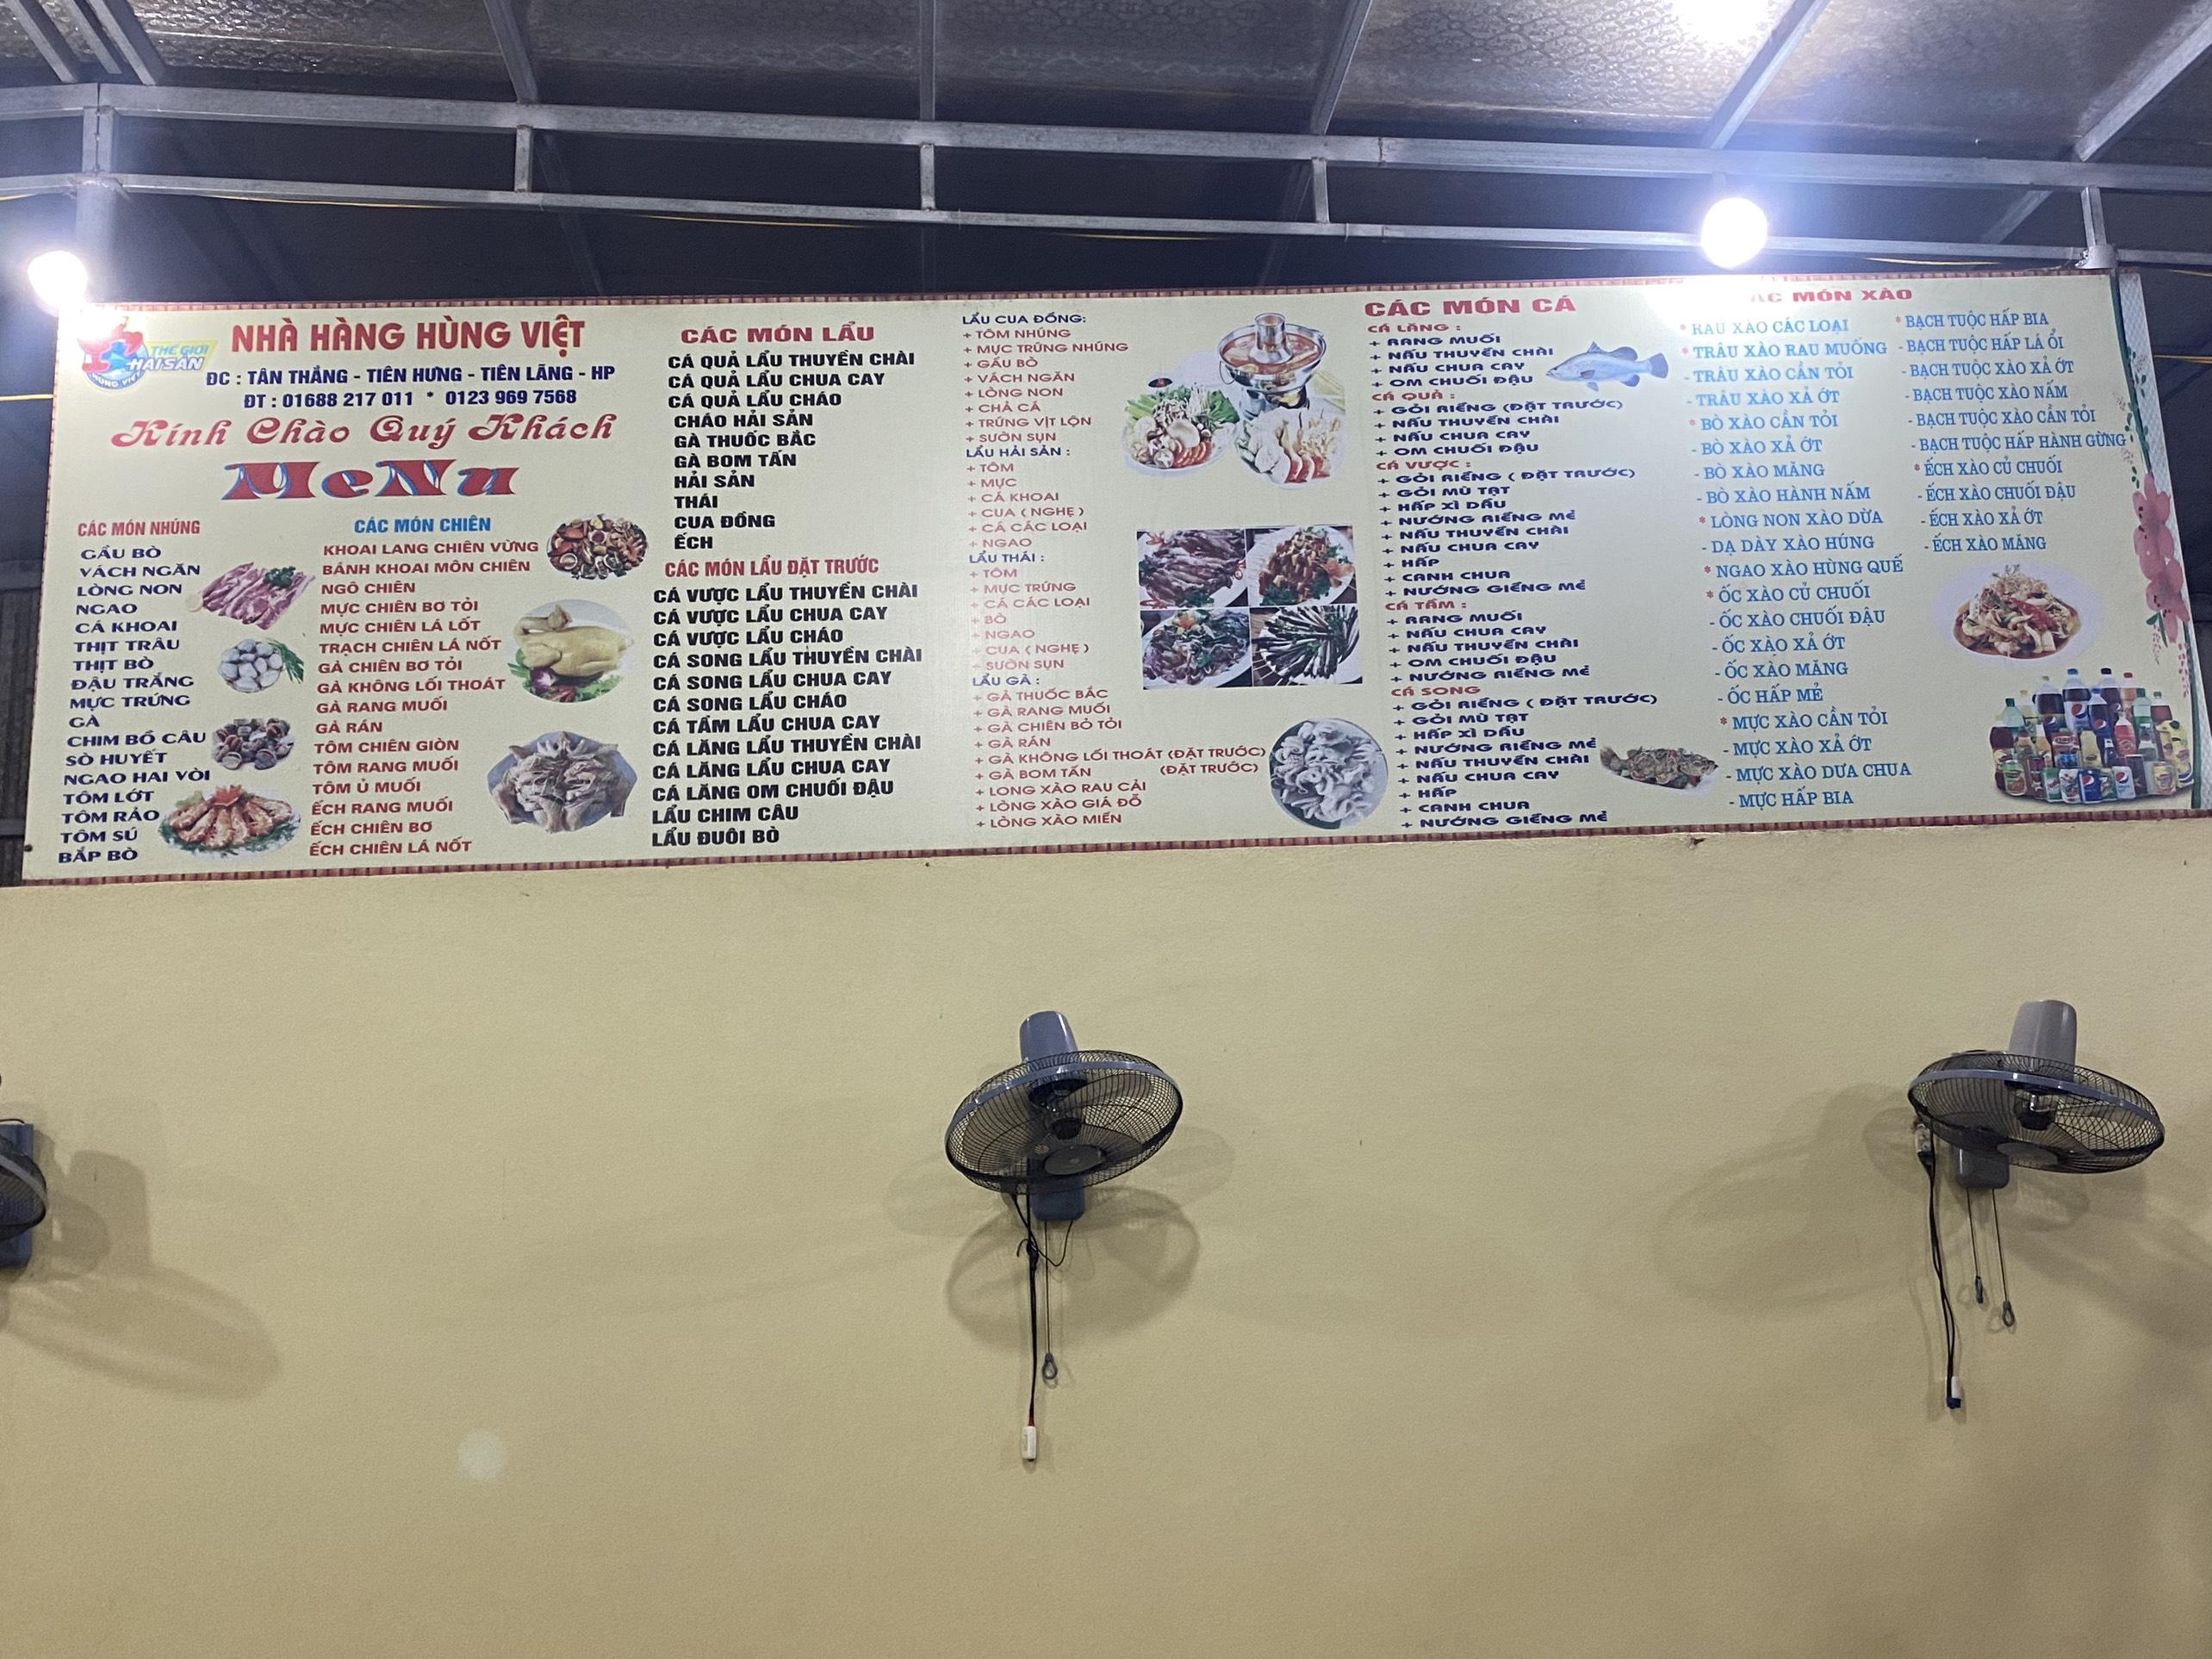 THẾ GIỚI
HẢI SẢN
HÙNG VIỆT
NHÀ HÀNG HÙNG VIỆT
ĐC : TÂN THẮNG - TIÊN HƯNG - TIÊN LÃNG - HP
ĐT : 01688 217 011 * 0123 969 7568
Kính Chào Quý Khách
MeNu
CÁC MÓN NHÚNG
GẦU BÒ
VÁCH NGĂN
LÒNG NON
NGAO
CÁ KHOAI
THỊT TRÂU
THỊT BÒ
ĐẬU TRẮNG
MỰC TRỨNG
GÀ
CHIM BỒ CÂU
SÒ HUYẾT
NGAO HAI VÒI
TÔM LỚT
TÔM RẢO
TÔM SÚ
BẮP BÒ
CÁC MÓN CHIÊN
KHOAI LANG CHIÊN VỪNG
BÁNH KHOAI MÔN CHIÊN
NGÔ CHIÊN
MỰC CHIÊN BƠ TỎI
MỰC CHIÊN LÁ LỐT
TRẠCH CHIÊN LÁ NỐT
GÀ CHIÊN BƠ TỎI
GÀ KHÔNG LỐI THOÁT
GÀ RANG MUỐI
GÀ RÁN
TÔM CHIÊN GIÒN
TÔM RANG MUỐI
TÔM Ủ MUỐI
ẾCH RANG MUỐI
ẾCH CHIÊN BƠ
ẾCH CHIÊN LÁ NỐT
CÁC MÓN LẨU
CÁ QUẢ LẨU THUYỀN CHÀI
CÁ QUẢ LẨU CHUA CAY
CÁ QUẢ LẨU CHÁO
CHÁO HẢI SẢN
GÀ THUỐC BẮC
GÀ BOM TẤN
HẢI SẢN
THÁI
CUA ĐỒNG
ẾCH
CÁC MÓN LẨU ĐẶT TRƯỚC
CÁ VƯỢC LẨU THUYỀN CHÀI
CÁ VƯỢC LẨU CHUA CAY
CÁ VƯỢC LẨU CHÁO
CÁ SONG LẨU THUYỀN CHÀI
CÁ SONG LẨU CHUA CAY
CÁ SONG LẨU CHÁO
CÁ TẦM LẨU CHUA CAY
CÁ LĂNG LẨU THUYỀN CHÀI
CÁ LĂNG LẨU CHUA CAY
CÁ LĂNG OM CHUỐI ĐẬU
LẨU CHIM CÂU
LẨU ĐUÔI BÒ
LẨU CUA ĐỒNG:
+ TÔM NHÚNG
+ MỰC TRỨNG NHÚNG
+ GẦU BÒ
+ VÁCH NGĂN
+ LÒNG NON
+ CHẢ CÁ
+ TRỨNG VỊT LỘN
+ SƯỜN SỤN
LẨU HẢI SẢN :
+ TÔM
+ MỰC
+ CÁ KHOAI
+ CUA ( NGHẸ )
+ CÁ CÁC LOẠI
+ NGAO
LẨU THÁI :
+ TÔM
+ MỰC TRỨNG
+ CÁ CÁC LOẠI
+ BÒ
+ NGAO
+ CUA ( NGHẸ )
+ SƯỜN SỤN
LẨU GÀ :
+ GÀ THUỐC BẮC
+ GÀ RANG MUỐI
+ GÀ CHIÊN BỎ TỎI
+ GÀ RÁN
+ GÀ KHÔNG LỐI THOÁT (ĐẶT TRƯỚC)
+ GÀ BOM TẤN (ĐẶT TRƯỚC)
+ LONG XÀO RAU CẢI
+ LÒNG XÀO GIÁ ĐỖ
+ LÒNG XÀO MIẾN
CÁC MÓN CÁ
CÁ LĂNG :
+ RANG MUỐI
+ NẤU THUYỀN CHÀI
+ NẤU CHUA CAY
+ OM CHUỐI ĐẬU
CÁ QUẢ :
+ GỎI RIỀNG (ĐẶT TRƯỚC)
+ NẤU THUYỀN CHÀI
+ NẤU CHUA CAY
+ OM CHUỐI ĐẬU
CÁ VƯỢC :
+ GỎI RIỀNG ( ĐẶT TRƯỚC)
+ GỎI MÙ TẠT
+ HẤP XÌ DẦU
+ NƯỚNG RIỀNG MẺ
+ NẤU THUYỀN CHÀI
+ NẤU CHUA CAY
+ HẤP
+ CANH CHUA
+ NƯỚNG GIỀNG MẺ
CÁ TẦM :
+ RANG MUỐI
+ NẤU CHUA CAY
+ NẤU THUYỀN CHÀI
+ OM CHUỐI ĐẬU
+ NƯỚNG RIỀNG MẺ
CÁ SONG
+ GỎI RIỀNG ( ĐẶT TRƯỚC)
+ GỎI MÙ TẠT
+ HẤP XÌ DẦU
+ NƯỚNG RIỀNG MẺ
+ NẤU THUYỀN CHÀI
+ NẤU CHUA CAY
+ HẤP
+ CANH CHUA
+ NƯỚNG GIỀNG MẺ
MÓN XÀO
* RAU XÀO CÁC LOẠI
* TRÂU XÀO RAU MUỐNG
- TRÂU XÀO CẦN TỎI
- TRÂU XÀO XẢ ỚT
* BÒ XÀO CẦN TỎI
- BÒ XÀO XẢ ỚT
- BÒ XÀO MĂNG
- BÒ XÀO HÀNH NẤM
* LÒNG NON XÀO DỪA
- DẠ DÀY XÀO HÚNG
* NGAO XÀO HÙNG QUẾ
* ỐC XÀO CỦ CHUỐI
- ỐC XÀO CHUỐI ĐẬU
- ỐC XÀO XẢ ỚT
- ỐC XÀO MĂNG
- ỐC HẤP MẺ
* MỰC XÀO CẦN TỎI
- MỰC XÀO XẢ ỚT
- MỰC XÀO DƯA CHUA
- MỰC HẤP BIA
* BẠCH TUỘC HẤP BIA
- BẠCH TUỘC HẤP LÁ ỔI
- BẠCH TUỘC XÀO XẢ ỚT
- BẠCH TUỘC XÀO NẤM
- BẠCH TUỘC XÀO CẦN TỎI
- BẠCH TUỘC HẤP HÀNH GỪNG
* ẾCH XÀO CỦ CHUỐI
- ẾCH XÀO CHUỐI ĐẬU
- ẾCH XÀO XẢ ỚT
- ẾCH XÀO MĂNG